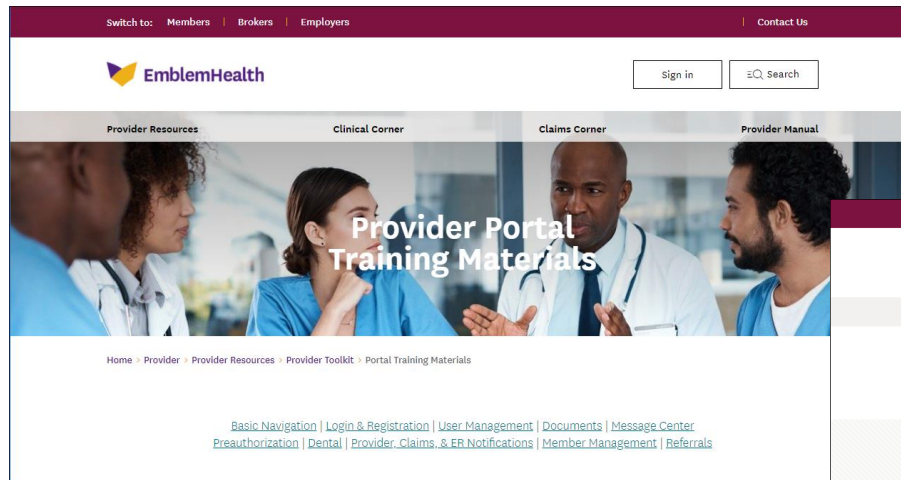 Switch to: Members | Brokers | Employers | Contact Us
EmblemHealth
Sign in Search
Provider Resources Clinical Corner Claims Corner Provider Manual
Provider Portal
Training Materials
Home > Provider > Provider Resources > Provider Toolkit > Portal Training Materials
Basic Navigation | Login & Registration | User Management | Documents | Message Center
Preauthorization | Dental | Provider, Claims, & ER Notifications | Member Management | Referrals